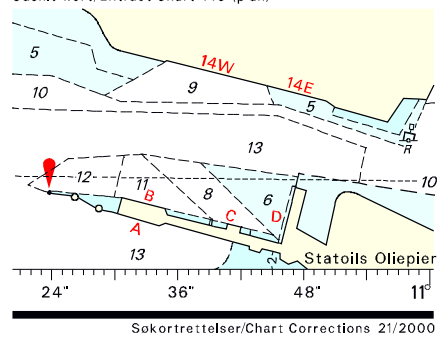 5
14W
9
14E
5
10
13
R
12
11
B
8
6
10
C
D
A
13
2
Statoils Oliepier
24" 36" 48" 11°
Søkortrettelser/Chart Corrections 21/2000